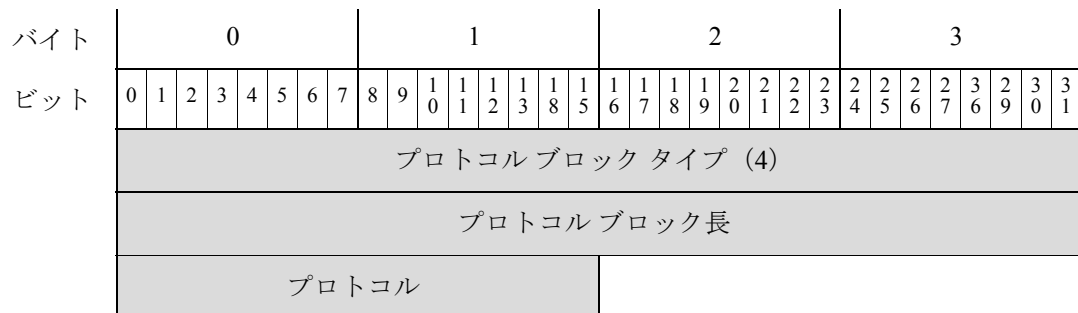 バイト 0 1 2 3
ビット 0 1 2 3 4 5 6 7 8 9 10 11 12 13 18 15 16 17 18 19 20 21 22 23 24 25 26 27 36 29 30 31
プロトコル ブロック タイプ（4）
プロトコル ブロック長
プロトコル